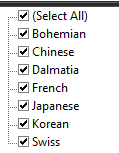 (Select All)
Bohemian
Chinese
Dalmatia
French
Japanese
Korean
Swiss